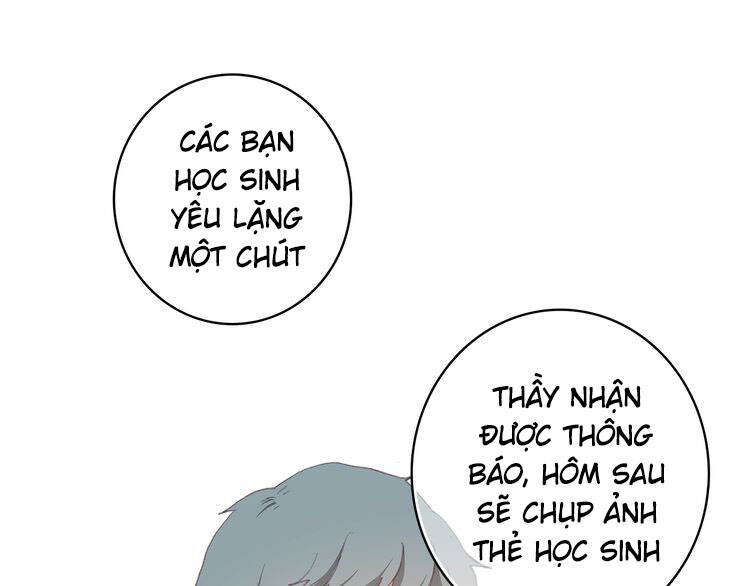 CÁC BẠN
HỌC SINH
YÊU LẶNG
MỘT CHÚT
THẦY NHẬN
ĐƯỢC THÔNG
BÁO, HÔM SAU
SẼ CHỤP ẢNH
THẺ HỌC SINH